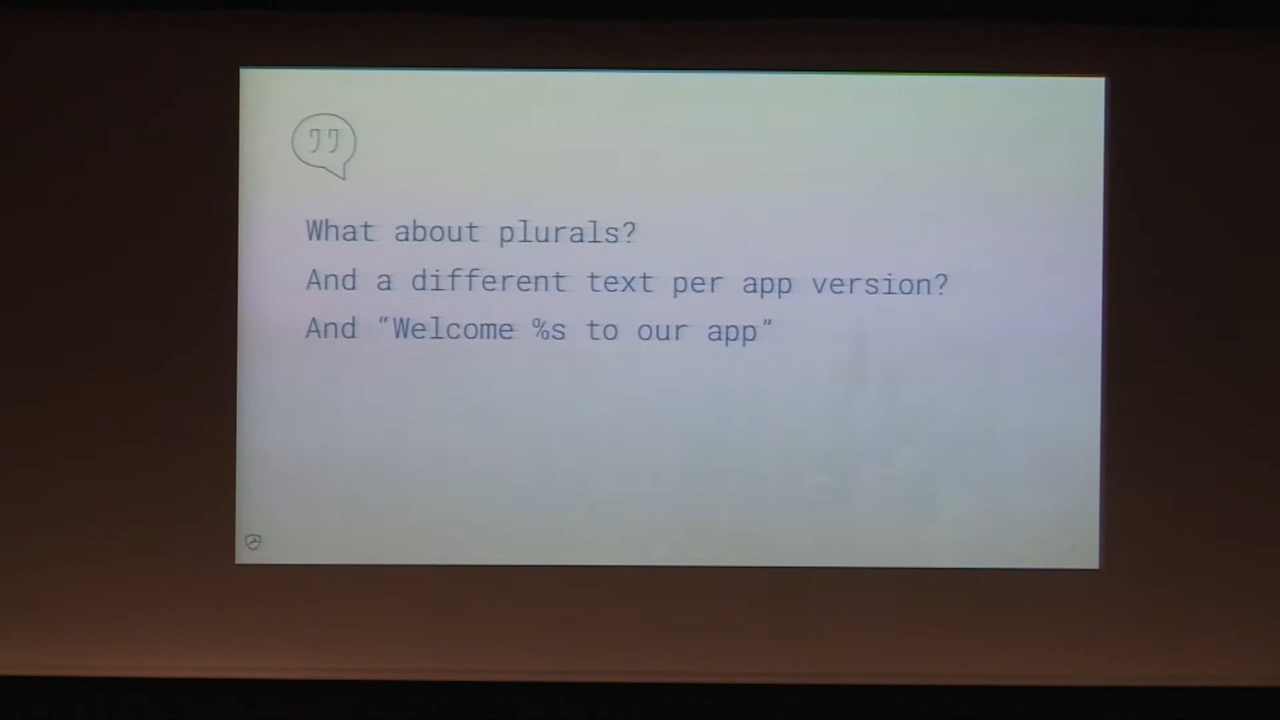 What about plurals?
And a different text per app version?
And “Welcome %s to our app”